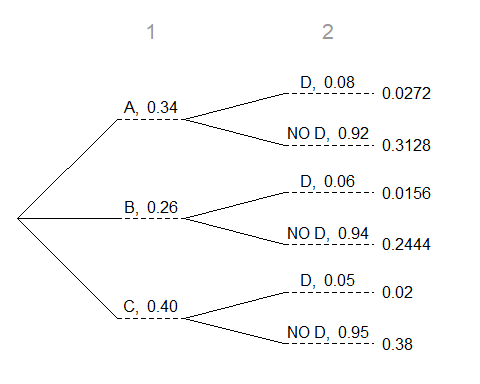 1 2
D, 0.08
0.0272
A, 0.34
NO D, 0.92
0.3128
D, 0.06
0.0156
B, 0.26
NO D, 0.94
0.2444
D, 0.05
0.02
C, 0.40
NO D, 0.95
0.38